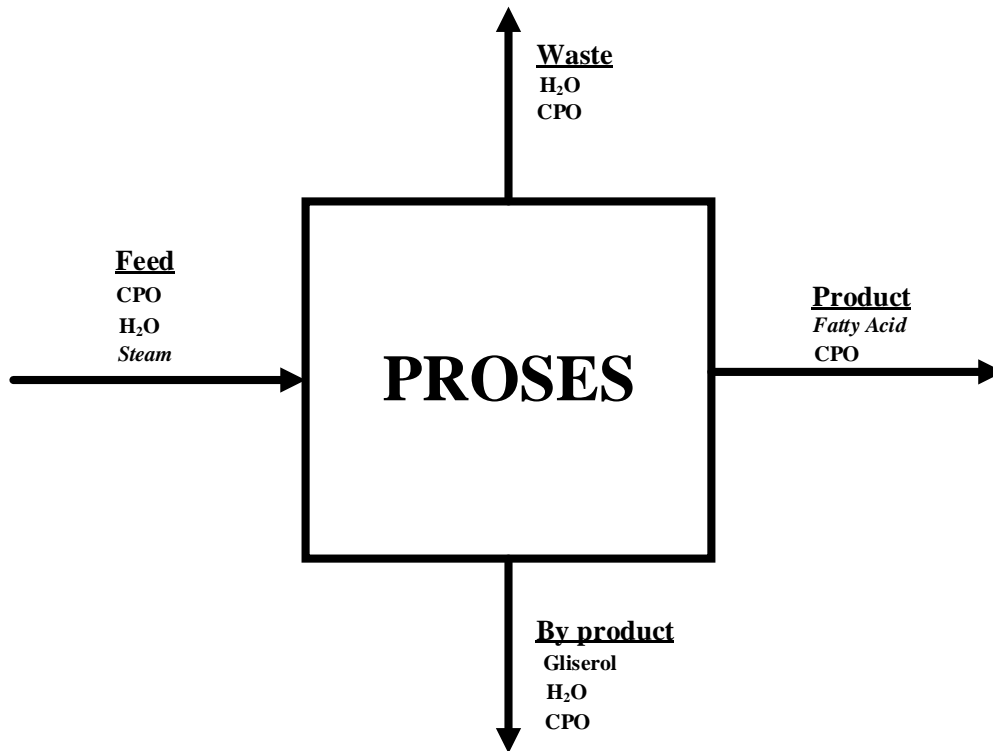 Waste
H₂O
CPO
Feed
CPO
H₂O
Steam
PROSES
Product
Fatty Acid
CPO
By product
Gliserol
H₂O
CPO